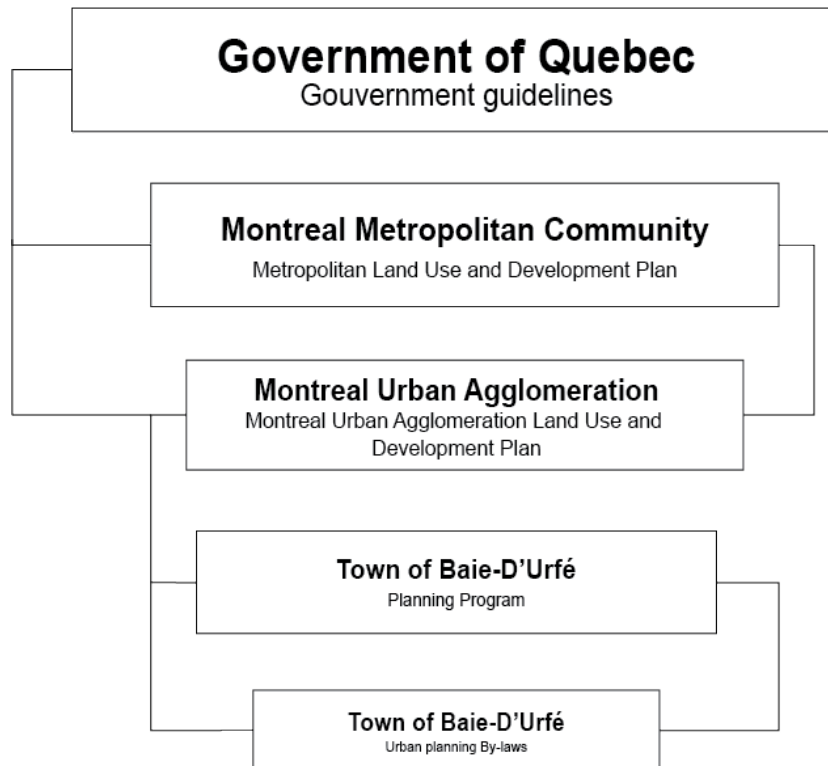 Government of Quebec
Gouvernment guidelines
Montreal Metropolitan Community
Metropolitan Land Use and Development Plan
Montreal Urban Agglomeration
Montreal Urban Agglomeration Land Use and
Development Plan
Town of Baie-D’Urfé
Planning Program
Town of Baie-D’Urfé
Urban planning By-laws